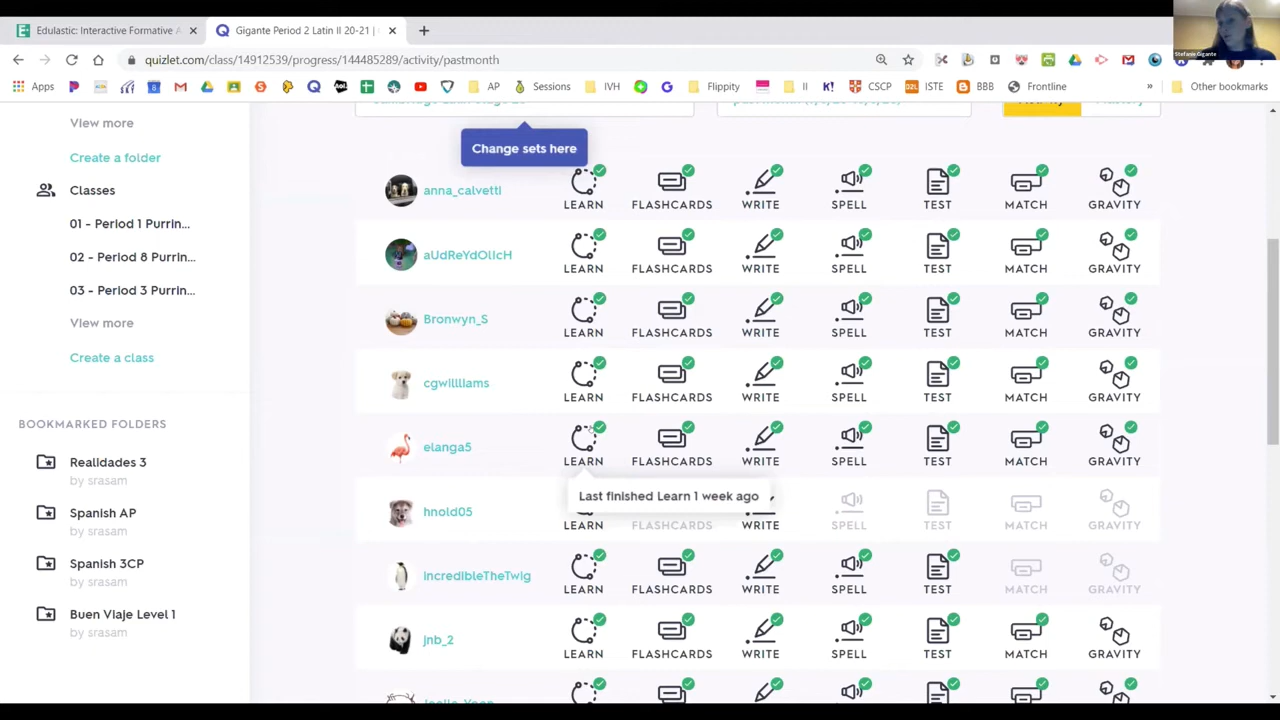 Edulastic: Interactive Formative A
Gigante Period 2 Latin II 20-21 |
Stefanie Gigante
quizlet.com/class/14912539/progress/144485289/activity/pastmonth
Apps
AP
Sessions
IVH
Flippity
II
K!
CSCP
ISTE
BBB
Frontline
»
Other bookmarks
View more
Create a folder
Classes
01 - Period 1 Purrin...
02 - Period 8 Purrin...
03 - Period 3 Purrin...
View more
Create a class
BOOKMARKED FOLDERS
Realidades 3
by srasam
Spanish AP
by srasam
Spanish 3CP
by srasam
Buen Viaje Level 1
by srasam
Change sets here
anna_calvetti
LEARN FLASHCARDS WRITE SPELL TEST MATCH GRAVITY
aUdReYdOlIcH
LEARN FLASHCARDS WRITE SPELL TEST MATCH GRAVITY
Bronwyn_S
LEARN FLASHCARDS WRITE SPELL TEST MATCH GRAVITY
cgwillliams
LEARN FLASHCARDS WRITE SPELL TEST MATCH GRAVITY
elanga5
LEARN FLASHCARDS WRITE SPELL TEST MATCH GRAVITY
Last finished Learn 1 week ago
hnold05
LEARN FLASHCARDS WRITE SPELL TEST MATCH GRAVITY
IncredibleTheTwig
LEARN FLASHCARDS WRITE SPELL TEST MATCH GRAVITY
jnb_2
LEARN FLASHCARDS WRITE SPELL TEST MATCH GRAVITY